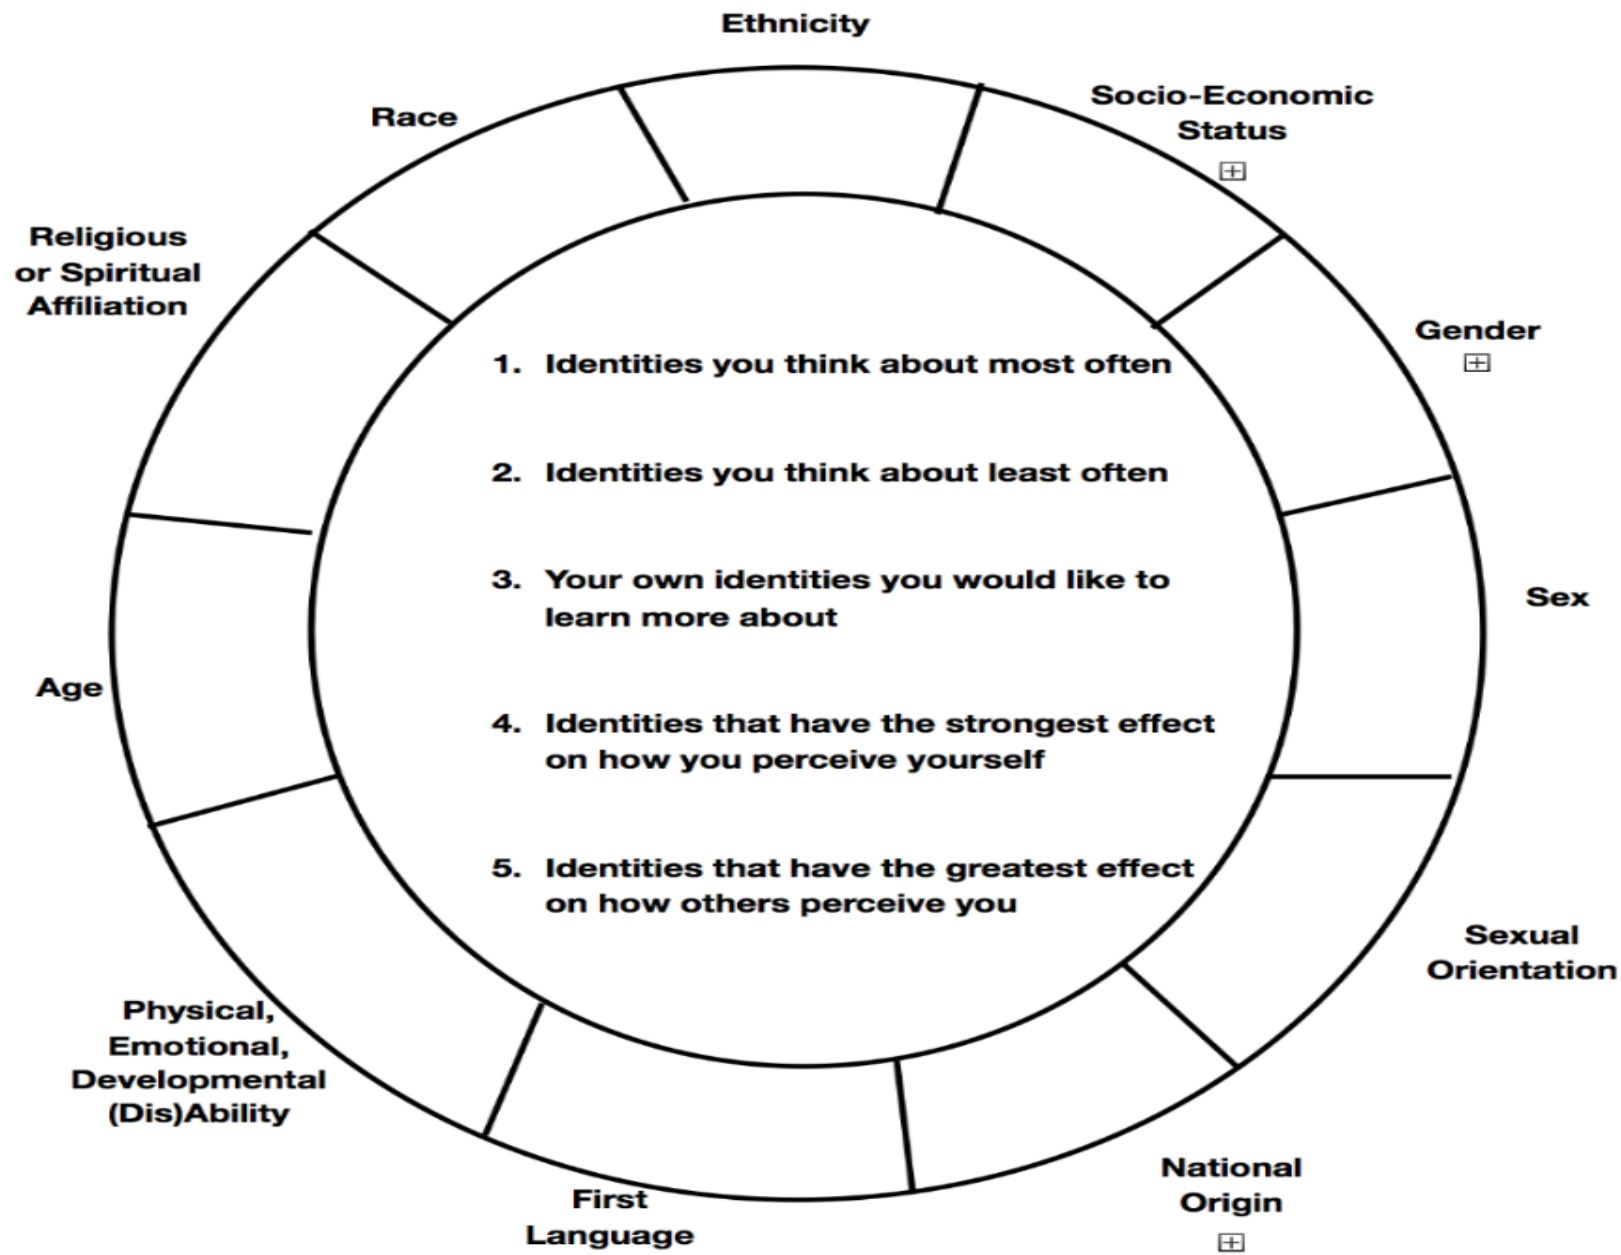 Ethnicity
Socio-Economic
Status
Race
Religious
or Spiritual
Affiliation
Gender
1. Identities you think about most often
2. Identities you think about least often
3. Your own identities you would like to
learn more about
Sex
Age
4. Identities that have the strongest effect
on how you perceive yourself
5. Identities that have the greatest effect
on how others perceive you
Sexual
Orientation
Physical,
Emotional,
Developmental
(Dis)Ability
National
Origin
First
Language